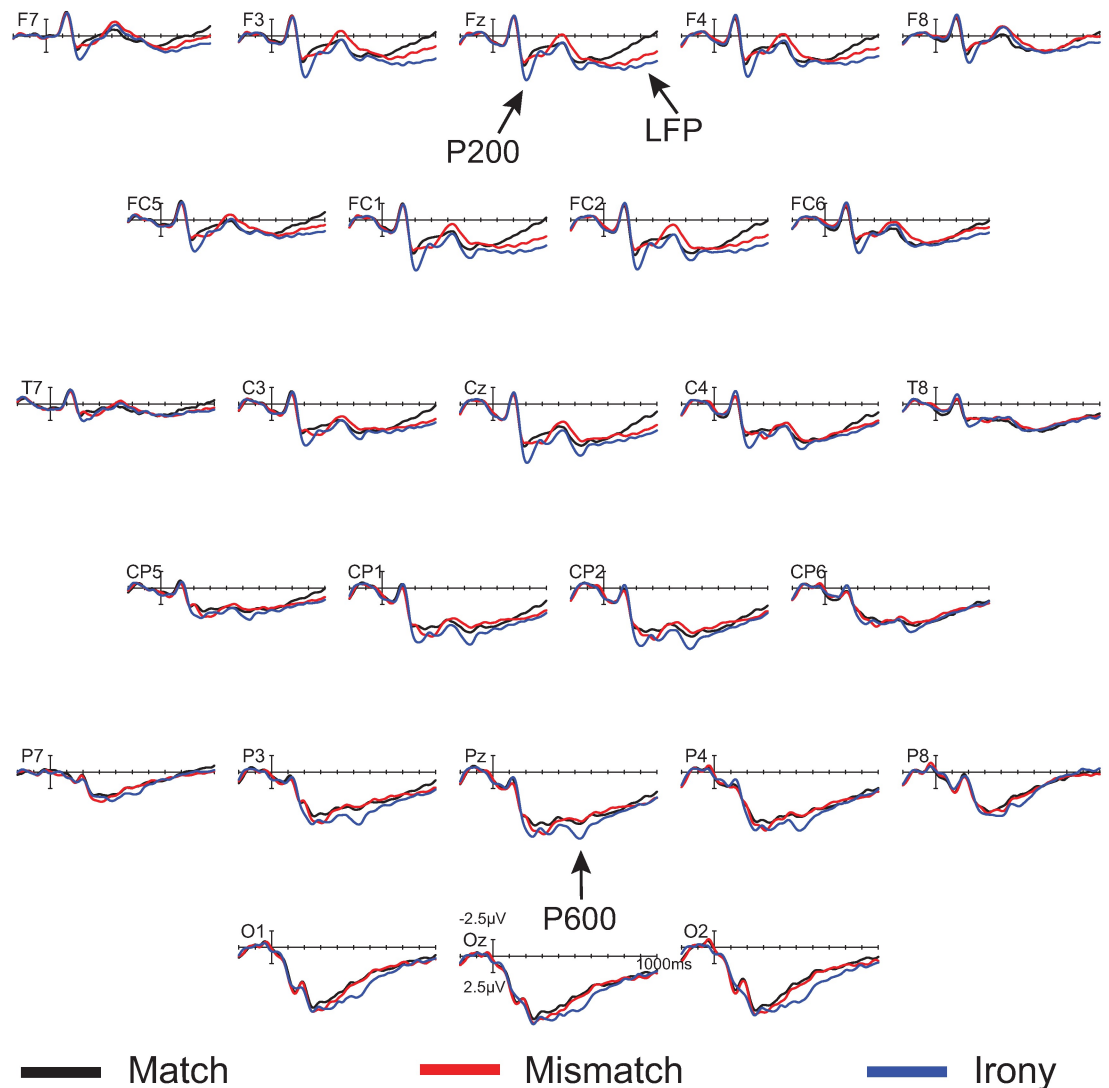 F7 F3 Fz F4 F8
P200 LFP
FC5 FC1 FC2 FC6
T7 C3 Cz C4 T8
CP5 CP1 CP2 CP6
P7 P3 Pz P4 P8
P600
-2.5µV
O1 Oz O2
1000ms
2.5µV
Match Mismatch Irony